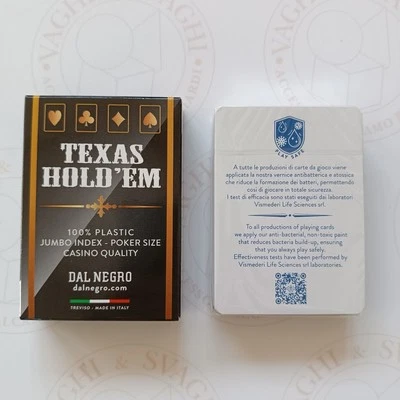 TEXAS
HOLD'EM
100% PLASTIC
JUMBO INDEX - POKER SIZE
CASINO QUALITY
DAL NEGRO
dalnegro.com
TREVISO - MADE IN ITALY
PLAY SAFE
A tutte le produzioni di carte da gioco viene
applicata la nostra vernice antibatterica e atossica
che riduce la formazione dei batteri, permettendo
così di giocare in totale sicurezza.
I test di efficacia sono stati eseguiti dai laboratori
Vismederi Life Sciences srl.
To all productions of playing cards
we apply our anti-bacterial, non-toxic paint
that reduces bacteria build-up, ensuring
that you always play safely.
Effectiveness tests have been performed by
Vismederi Life Sciences srl laboratories.
VAGHI & SVAGHI